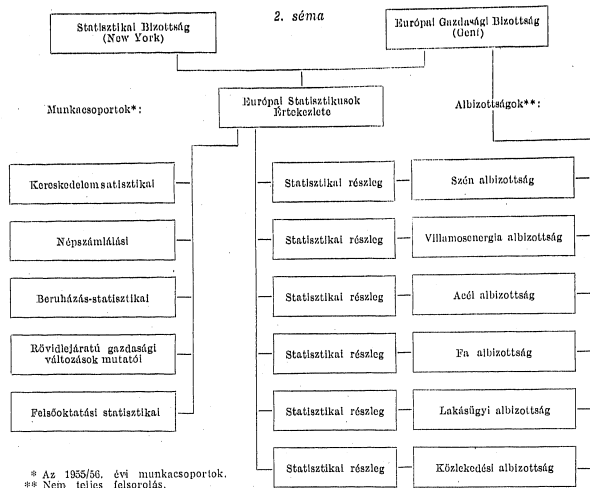 2. séma
Statisztikai Bizottság
(New York)
Európai Gazdasági Bizottság
(Genf)
Európai Statisztikusok
Értekezlete
Munkacsoportok*:
Albizottságok**:
Kereskedelemsatisztikai
Statisztikai részleg
Szén albizottság
Népszámlálási
Statisztikai részleg
Villamosenergia albizottság
Beruházás-statisztikai
Statisztikai részleg
Acél albizottság
Rövidlejáratú gazdasági
változások mutatói
Statisztikai részleg
Fa albizottság
Felsőoktatási statisztikai
Statisztikai részleg
Lakásügyi albizottság
Statisztikai részleg
Közlekedési albizottság
* Az 1955/56. évi munkacsoportok.
** Nem teljes felsorolás.